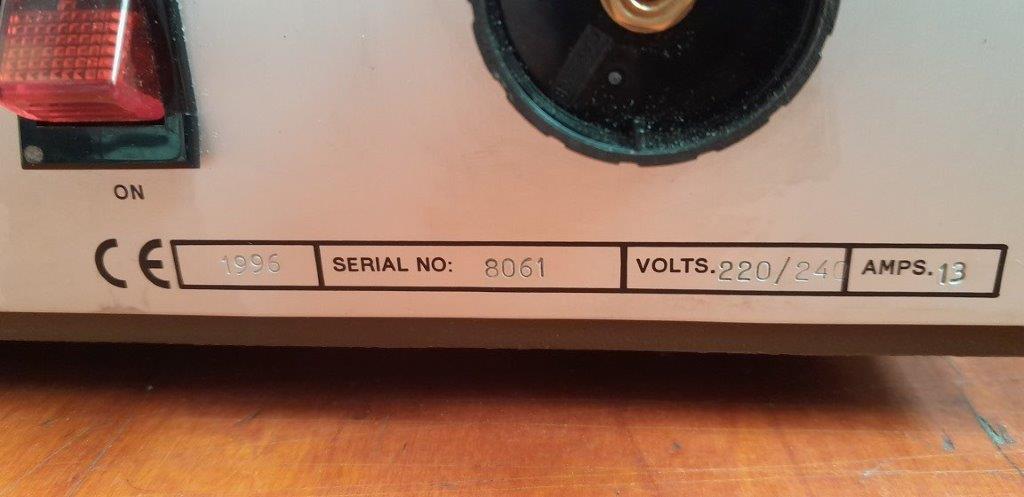 ON
CE 1996 SERIAL NO: 8061 VOLTS.220/240 AMPS.13